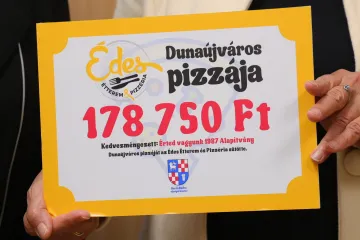 Édes
ÉTTEREM & PIZZÉRIA
Dunaújváros
pizzája
178 750 Ft
Kedvezményezett: Érted vagyunk 1987 Alapítvány
Dunaújváros pizzáját az Édes Étterem és Pizzéria sütötte.